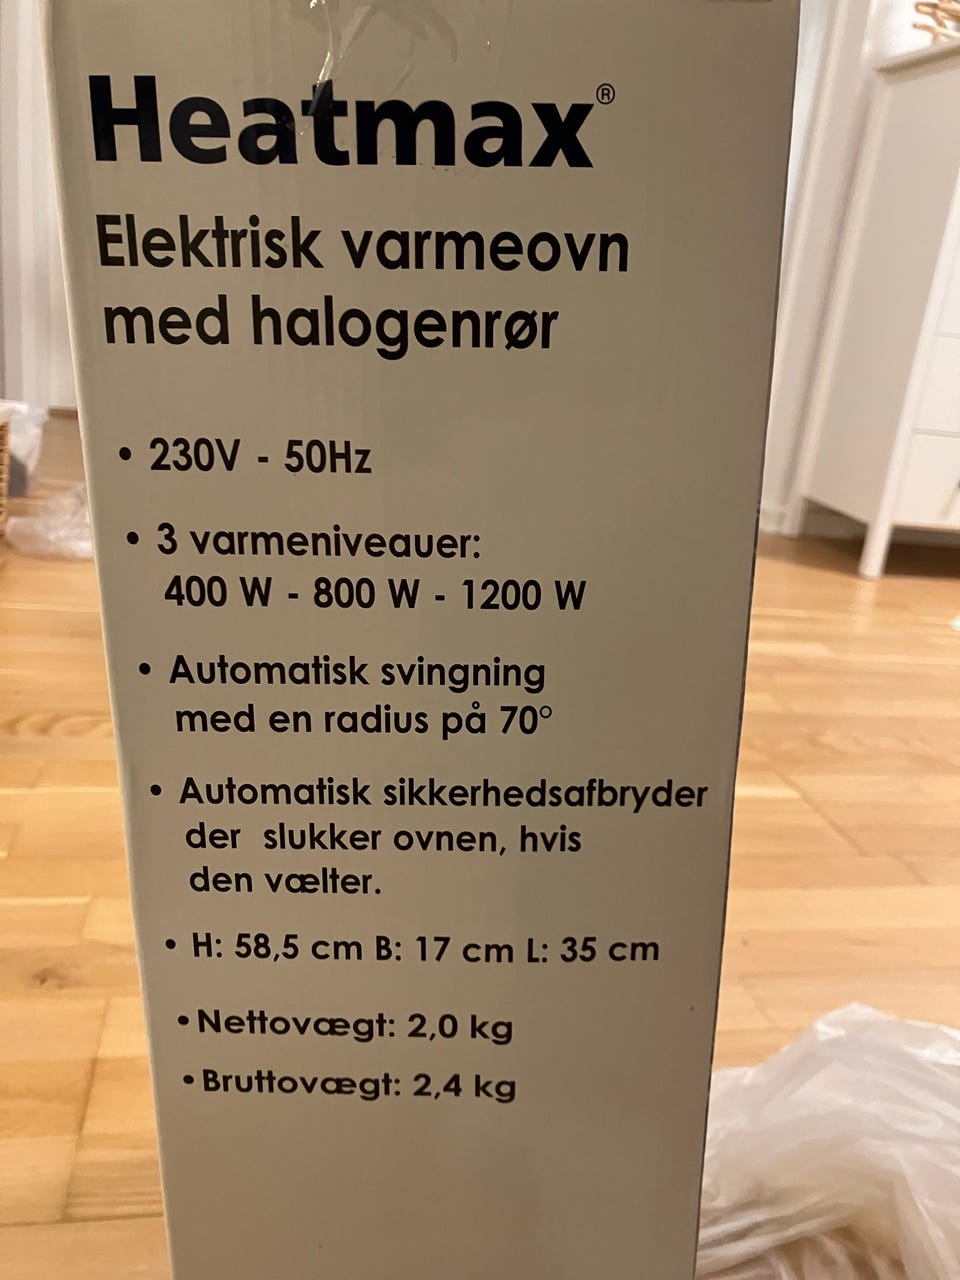 Heatmax®
Elektrisk varmeovn
med halogenrør
• 230V - 50Hz
• 3 varmeniveauer:
400 W - 800 W - 1200 W
• Automatisk svingning
med en radius på 70°
• Automatisk sikkerhedsafbryder
der slukker ovnen, hvis
den vælter.
• H: 58,5 cm B: 17 cm L: 35 cm
• Nettovægt: 2,0 kg
• Bruttovægt: 2,4 kg